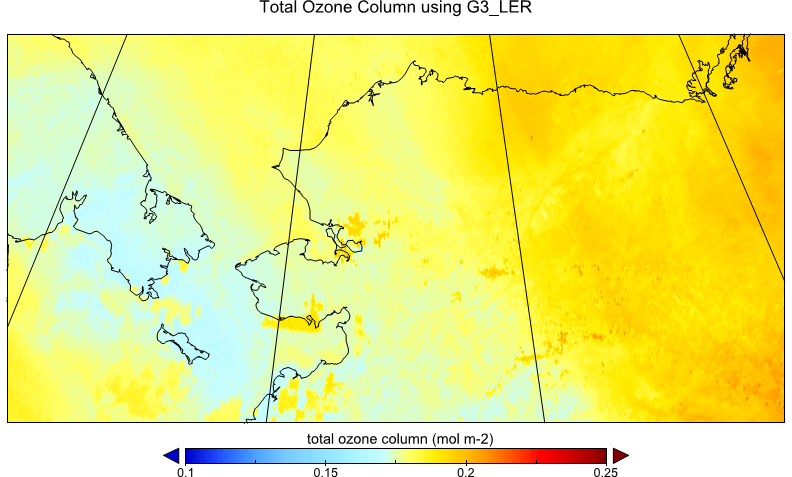 Total Ozone Column using G3_LER
total ozone column (mol m-2)
0.1 0.15 0.2 0.25